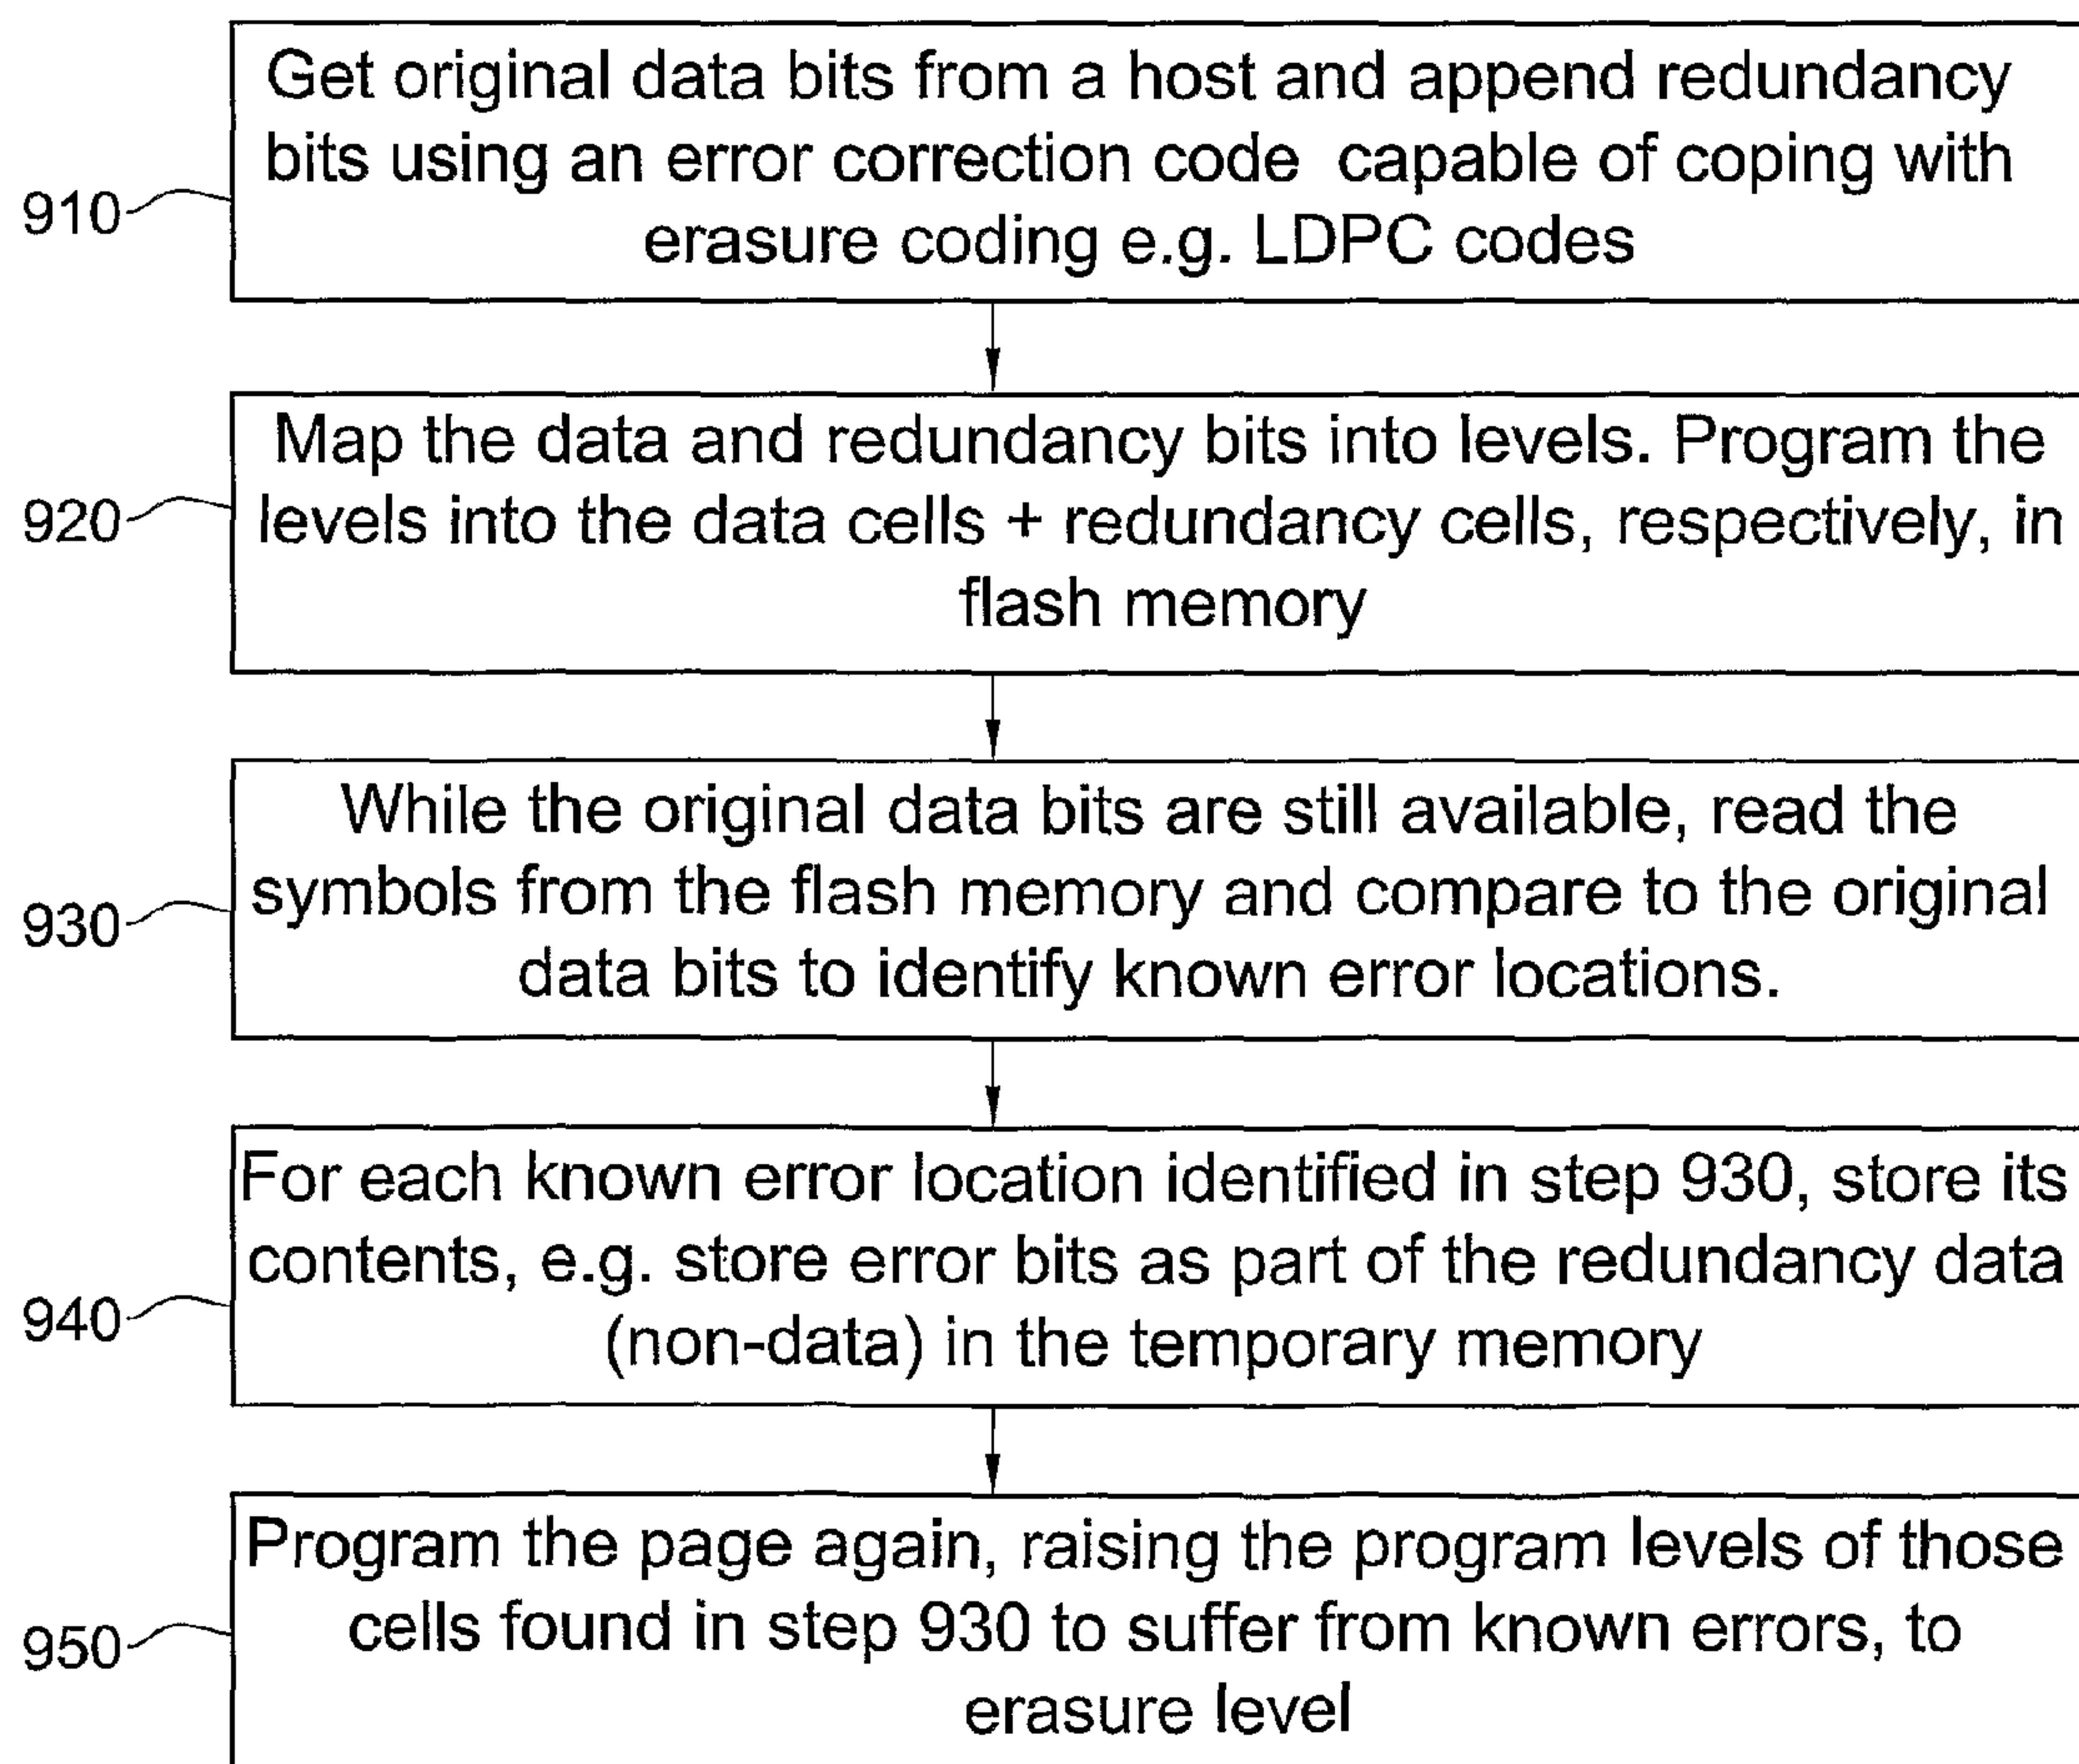 Get original data bits from a host and append redundancy
bits using an error correction code capable of coping with
erasure coding e.g. LDPC codes
910
Map the data and redundancy bits into levels. Program the
levels into the data cells + redundancy cells, respectively, in
flash memory
920
While the original data bits are still available, read the
symbols from the flash memory and compare to the original
data bits to identify known error locations.
930
For each known error location identified in step 930, store its
contents, e.g. store error bits as part of the redundancy data
(non-data) in the temporary memory
940
Program the page again, raising the program levels of those
cells found in step 930 to suffer from known errors, to
erasure level
950